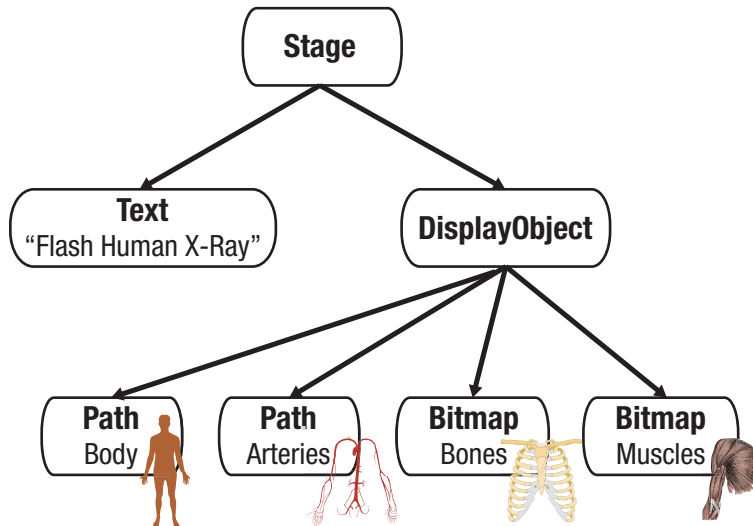 Stage
Text
“Flash Human X-Ray”
DisplayObject
Path
Body
Path
Arteries
Bitmap
Bones
Bitmap
Muscles